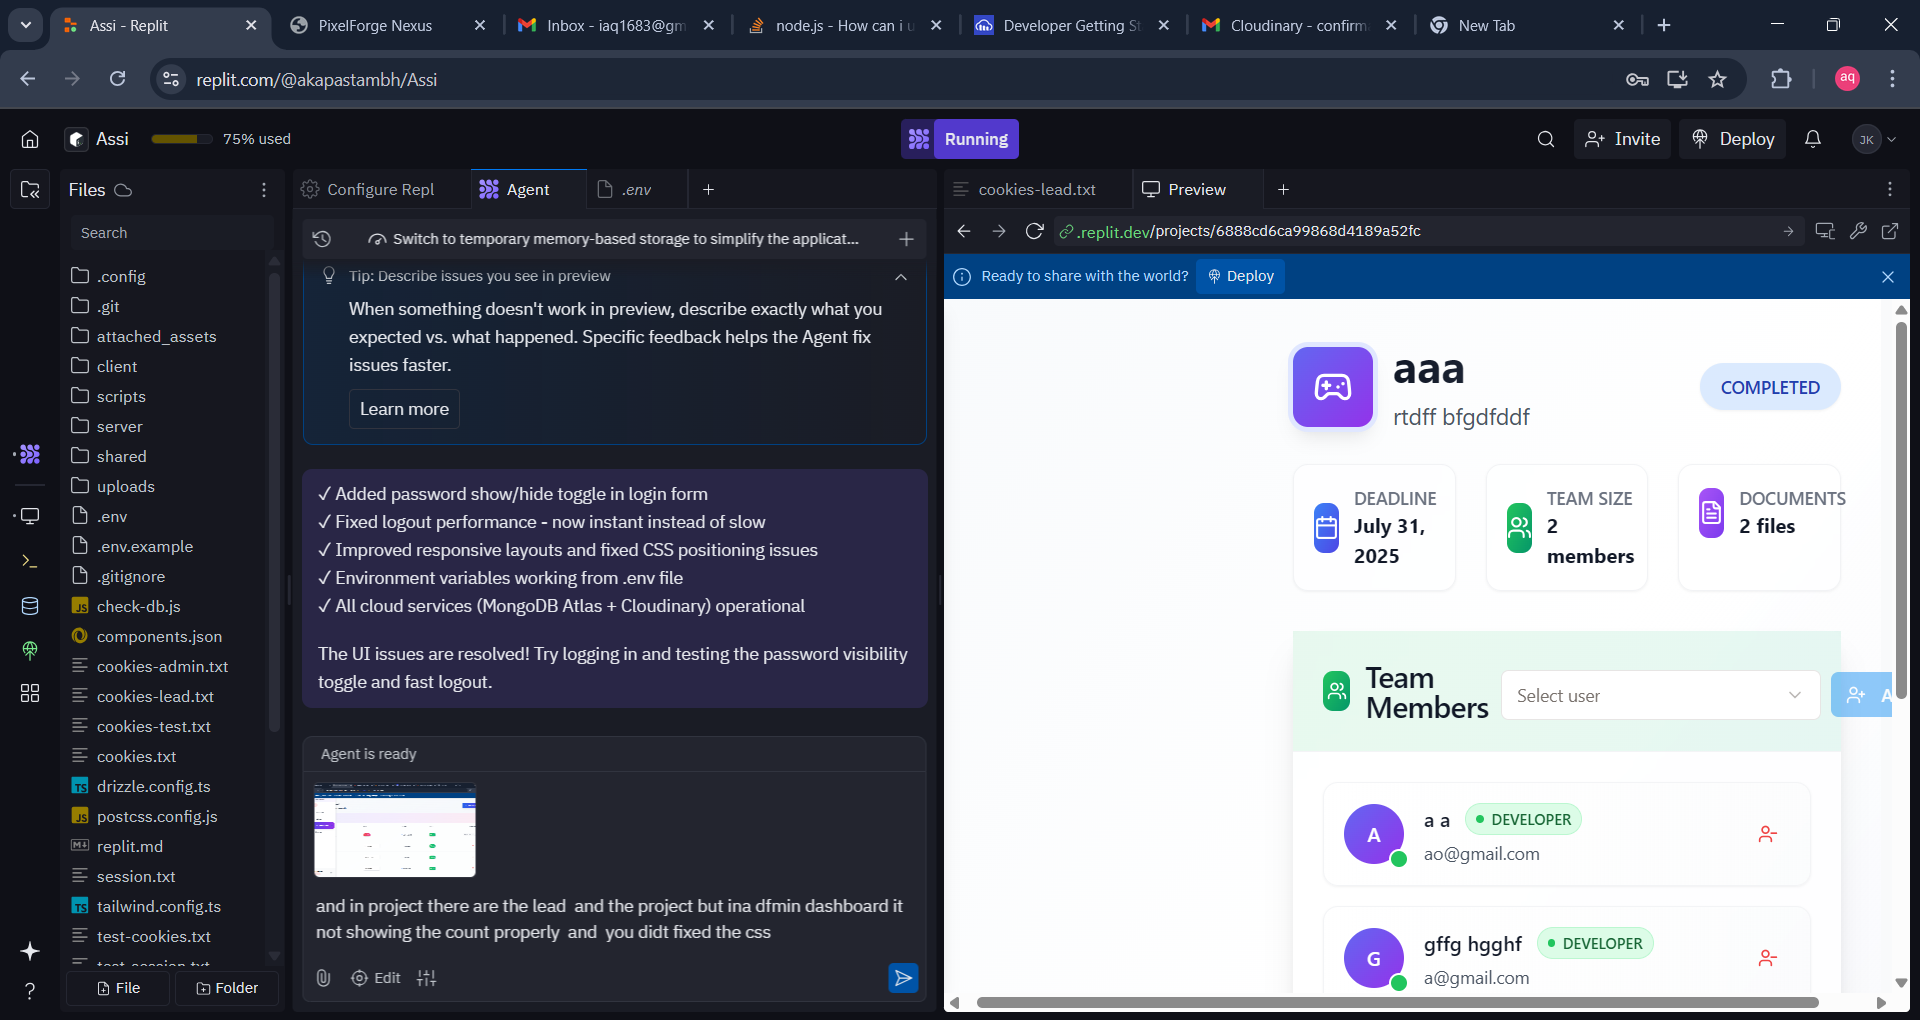 Assi - Replit
PixelForge Nexus
Inbox - iaq1683@gm
node.js - How can i u
Developer Getting St
Cloudinary - confirm
New Tab
replit.com/@akapastambh/Assi
aq
Assi
75% used
Running
Invite
Deploy
JK
Files
Search
.config
.git
attached_assets
client
scripts
server
shared
uploads
.env
.env.example
.gitignore
check-db.js
components.json
cookies-admin.txt
cookies-lead.txt
cookies-test.txt
cookies.txt
drizzle.config.ts
postcss.config.js
replit.md
session.txt
tailwind.config.ts
test-cookies.txt
test-session.txt
File
Folder
Configure Repl
Agent
.env
Switch to temporary memory-based storage to simplify the applicat...
Tip: Describe issues you see in preview
When something doesn't work in preview, describe exactly what you
expected vs. what happened. Specific feedback helps the Agent fix
issues faster.
Learn more
✓ Added password show/hide toggle in login form
✓ Fixed logout performance - now instant instead of slow
✓ Improved responsive layouts and fixed CSS positioning issues
✓ Environment variables working from .env file
✓ All cloud services (MongoDB Atlas + Cloudinary) operational
The UI issues are resolved! Try logging in and testing the password visibility
toggle and fast logout.
Agent is ready
and in project there are the lead and the project but ina dfmin dashboard it
not showing the count properly and you didt fixed the css
Edit
cookies-lead.txt
Preview
.replit.dev/projects/6888cd6ca99868d4189a52fc
Ready to share with the world?
Deploy
aaa
rtdff bfgdfddf
COMPLETED
DEADLINE
July 31,
2025
TEAM SIZE
2
members
DOCUMENTS
2 files
Team
Members
Select user
A
A
a a
DEVELOPER
ao@gmail.com
G
gffg hgghf
DEVELOPER
a@gmail.com